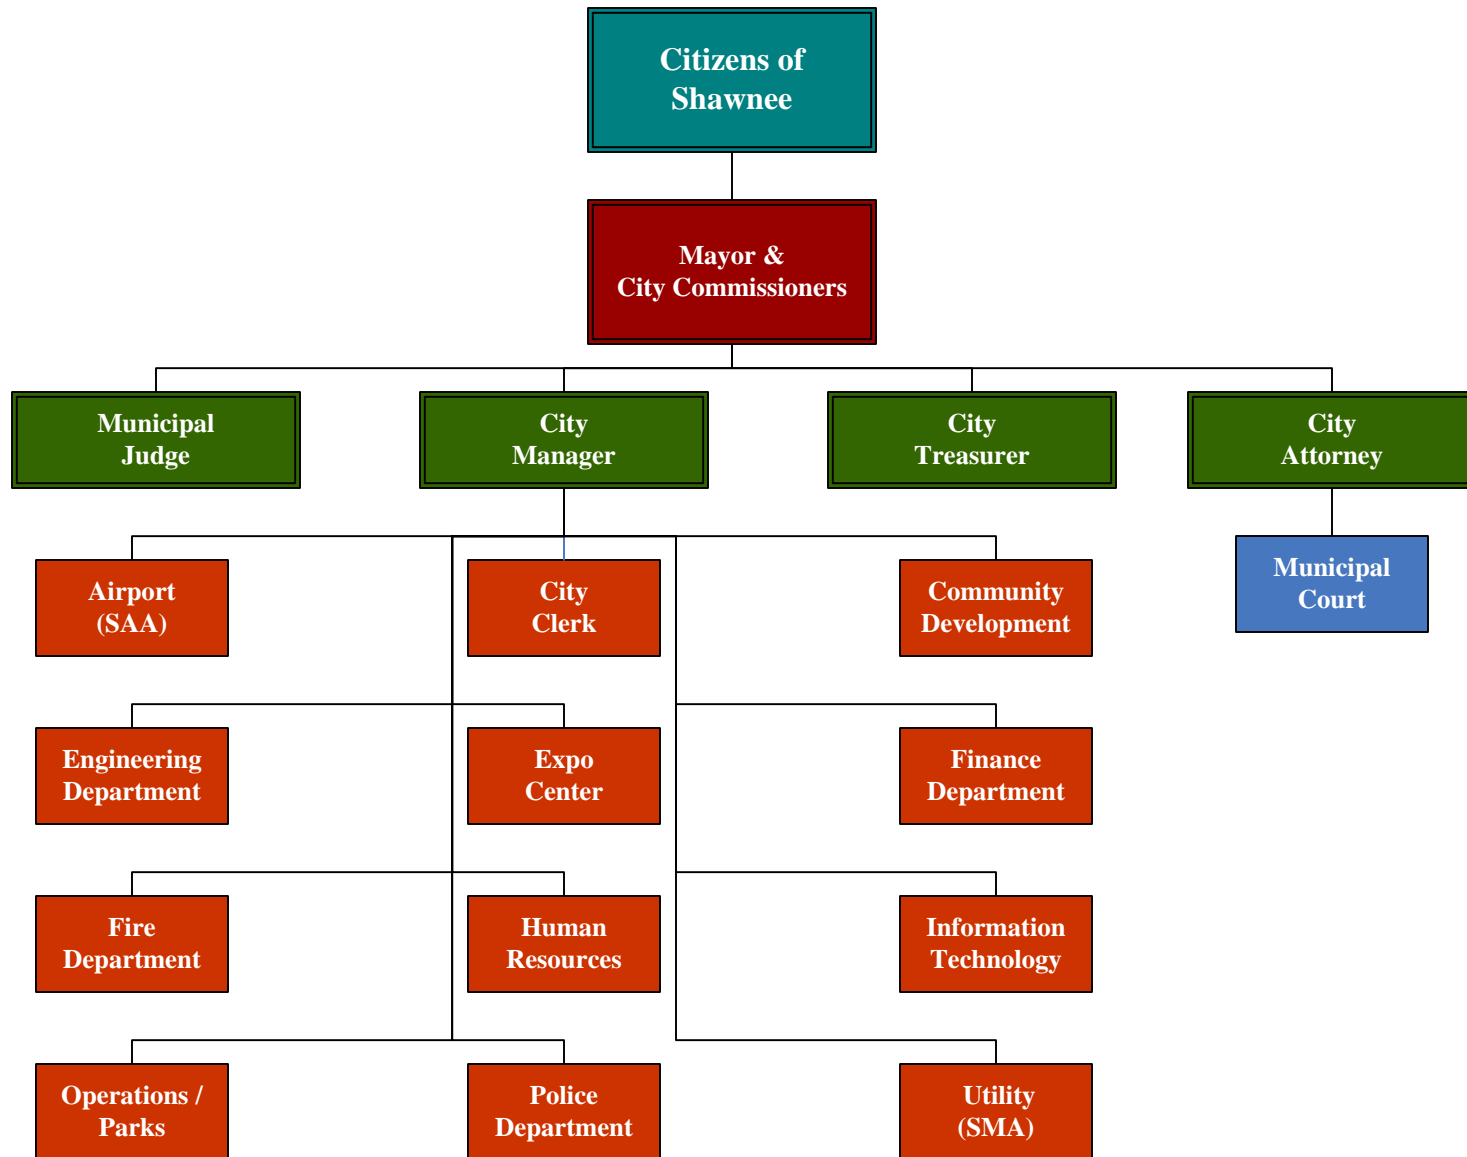 Citizens of
Shawnee
Mayor &
City Commissioners
Municipal
Judge
City
Manager
City
Treasurer
City
Attorney
Airport
(SAA)
City
Clerk
Community
Development
Municipal
Court
Engineering
Department
Expo
Center
Finance
Department
Fire
Department
Human
Resources
Information
Technology
Operations /
Parks
Police
Department
Utility
(SMA)